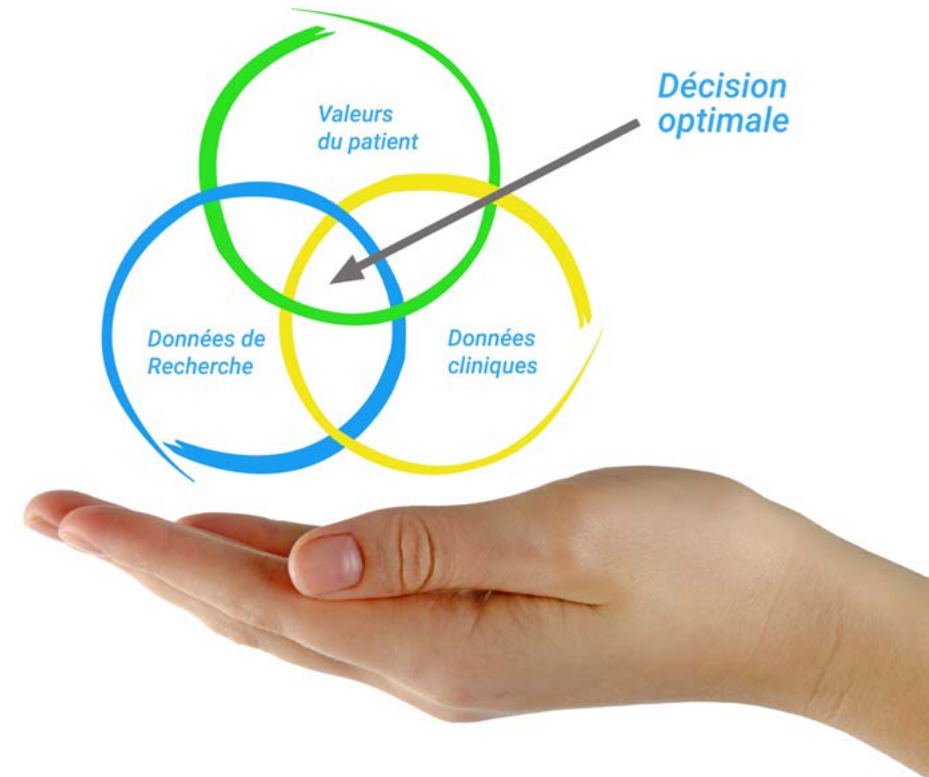 Valeurs
du patient
Décision
optimale
Données de
Recherche
Données
cliniques